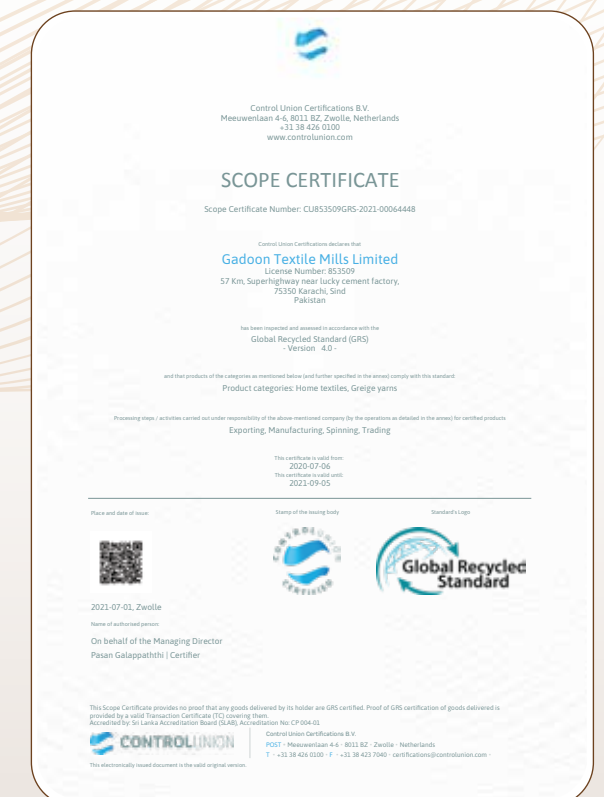 Control Union Certifications B.V.
Meeuwenlaan 4-6, 8011 BZ, Zwolle, Netherlands
+31 38 426 0100
www.controlunion.com
SCOPE CERTIFICATE
Scope Certificate Number: CU853509GRS-2021-00064448
Control Union Certifications declares that
Gadoon Textile Mills Limited
License Number: 853509
57 Km, Superhighway near lucky cement factory,
75350 Karachi, Sind
Pakistan
has been inspected and assessed in accordance with the
Global Recycled Standard (GRS)
- Version 4.0 -
and that products of the categories as mentioned below (and further specified in the annex) comply with this standard:
Product categories: Home textiles, Greige yarns
Processing steps / activities carried out under responsibility of the above-mentioned company (by the operations as detailed in the annex) for certified products
Exporting, Manufacturing, Spinning, Trading
This certificate is valid from:
2020-07-06
This certificate is valid until:
2021-09-05
Place and date of issue:
Stamp of the issuing body
Standard's Logo
CONTROLUNION
CERTIFIED
Global Recycled
Standard
2021-07-01, Zwolle
Name of authorised person:
On behalf of the Managing Director
Pasan Galappaththi | Certifier
This Scope Certificate provides no proof that any goods delivered by its holder are GRS certified. Proof of GRS certification of goods delivered is
provided by a valid Transaction Certificate (TC) covering them.
Accredited by: Sri Lanka Accreditation Board (SLAB), Accreditation No: CP 004-01
CONTROLUNION
Control Union Certifications B.V.
POST - Meeuwenlaan 4-6 - 8011 BZ - Zwolle - Netherlands
T - +31 38 426 0100 - F - +31 38 423 7040 - certifications@controlunion.com -
This electronically issued document is the valid original version.